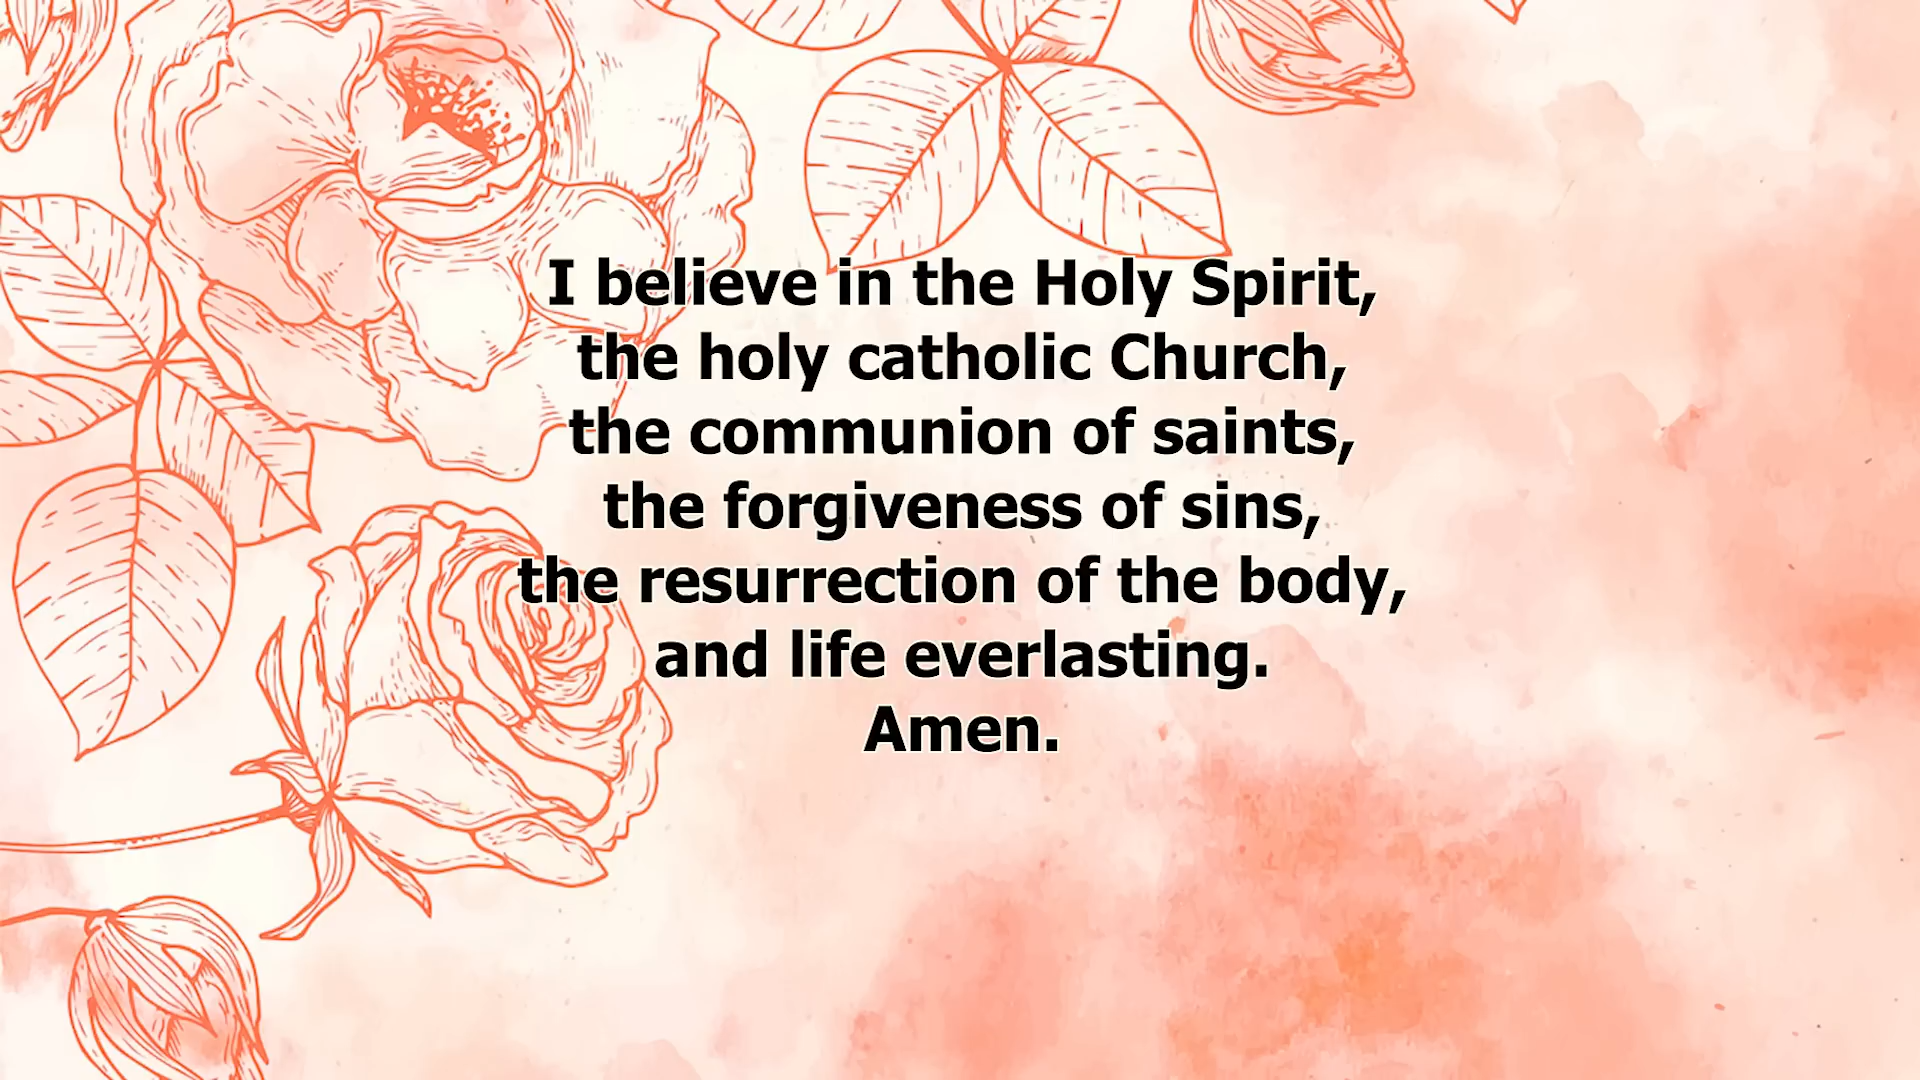 I believe in the Holy Spirit,
the holy catholic Church,
the communion of saints,
the forgiveness of sins,
the resurrection of the body,
and life everlasting.
Amen.